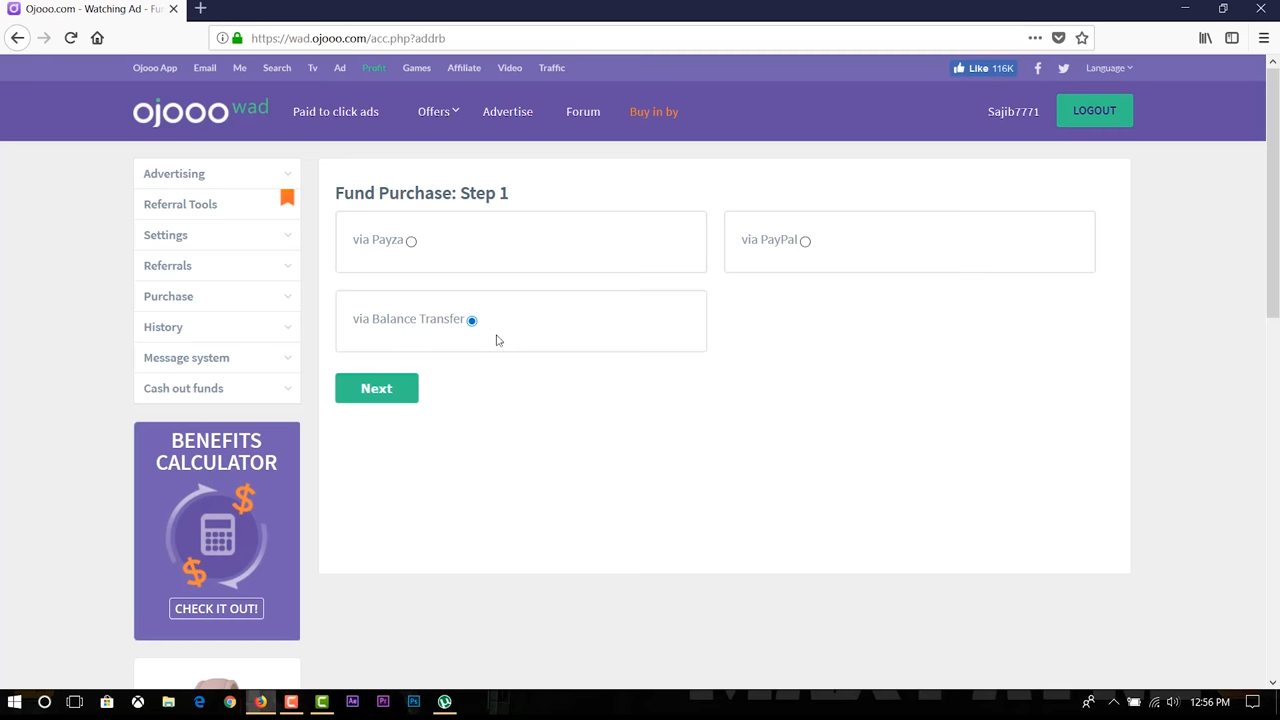 Ojooo.com - Watching Ad - Fur
https://wad.ojooo.com/acc.php?addrb
Ojooo App Email Me Search Tv Ad Profit Games Affiliate Video Traffic Like 116K Language
ojooo wad Paid to click ads Offers Advertise Forum Buy in by Sajib7771 LOGOUT
Advertising
Referral Tools
Settings
Referrals
Purchase
History
Message system
Cash out funds
BENEFITS
CALCULATOR
CHECK IT OUT!
Fund Purchase: Step 1
via Payza via PayPal
via Balance Transfer
Next
12:56 PM